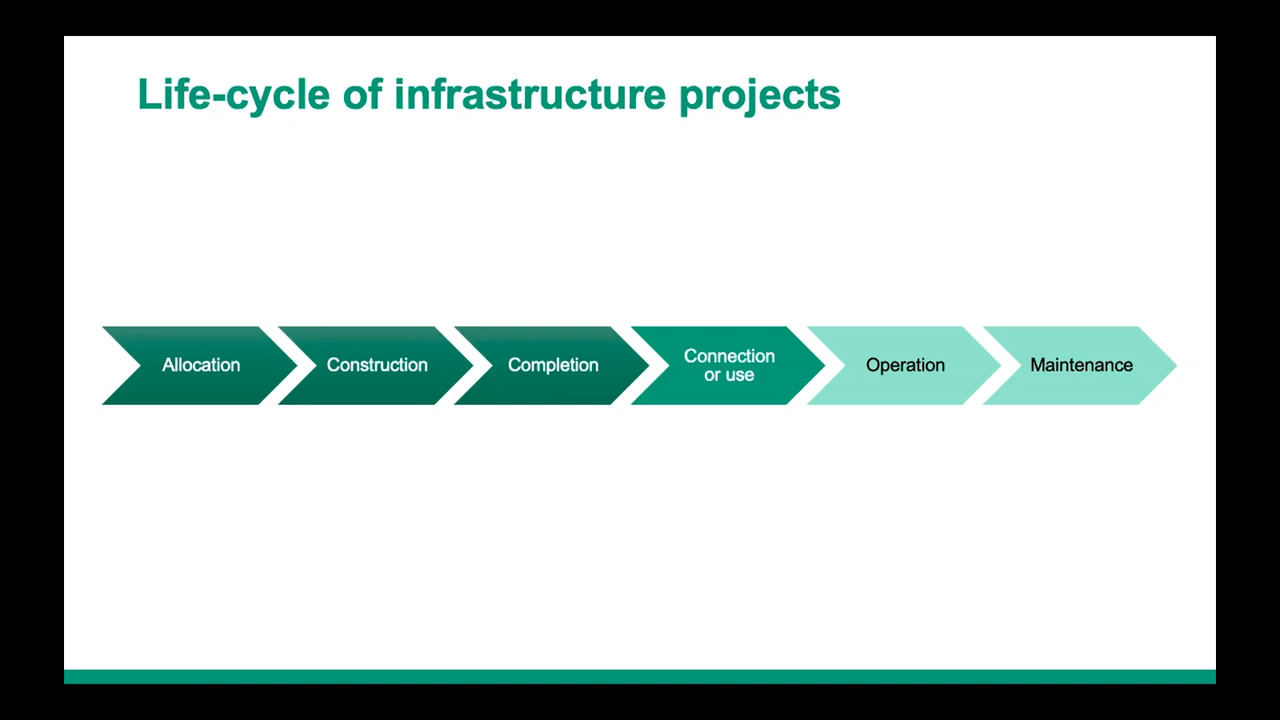 Life-cycle of infrastructure projects
Allocation
Construction
Completion
Connection
or use
Operation
Maintenance